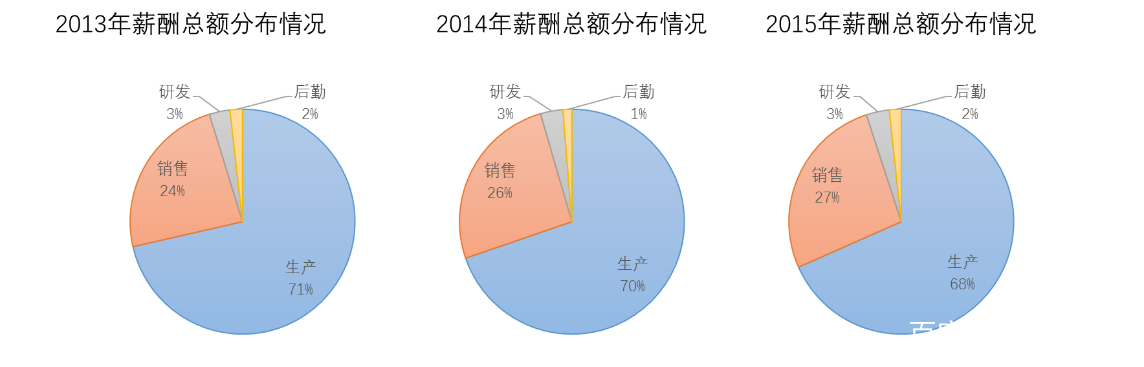 2013年薪酬总额分布情况
研发
3%
后勤
2%
销售
24%
生产
71%
2014年薪酬总额分布情况
研发
3%
后勤
1%
销售
26%
生产
70%
2015年薪酬总额分布情况
研发
3%
后勤
2%
销售
27%
生产
68%